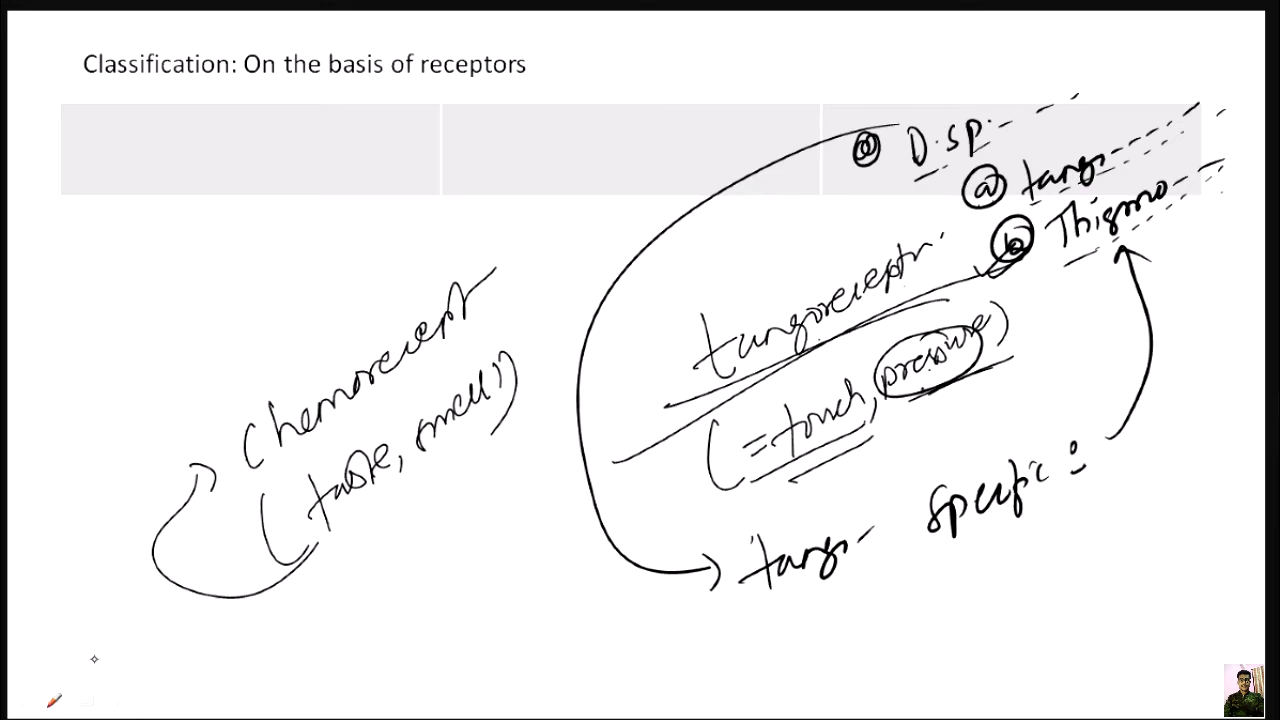 Classification: On the basis of receptors
@ D.Sp.
(a) tango
(b) Thigmo
tangoreceptr.
(=touch, pressure)
Chemorecept
(taste, smell)
tango- Specific :